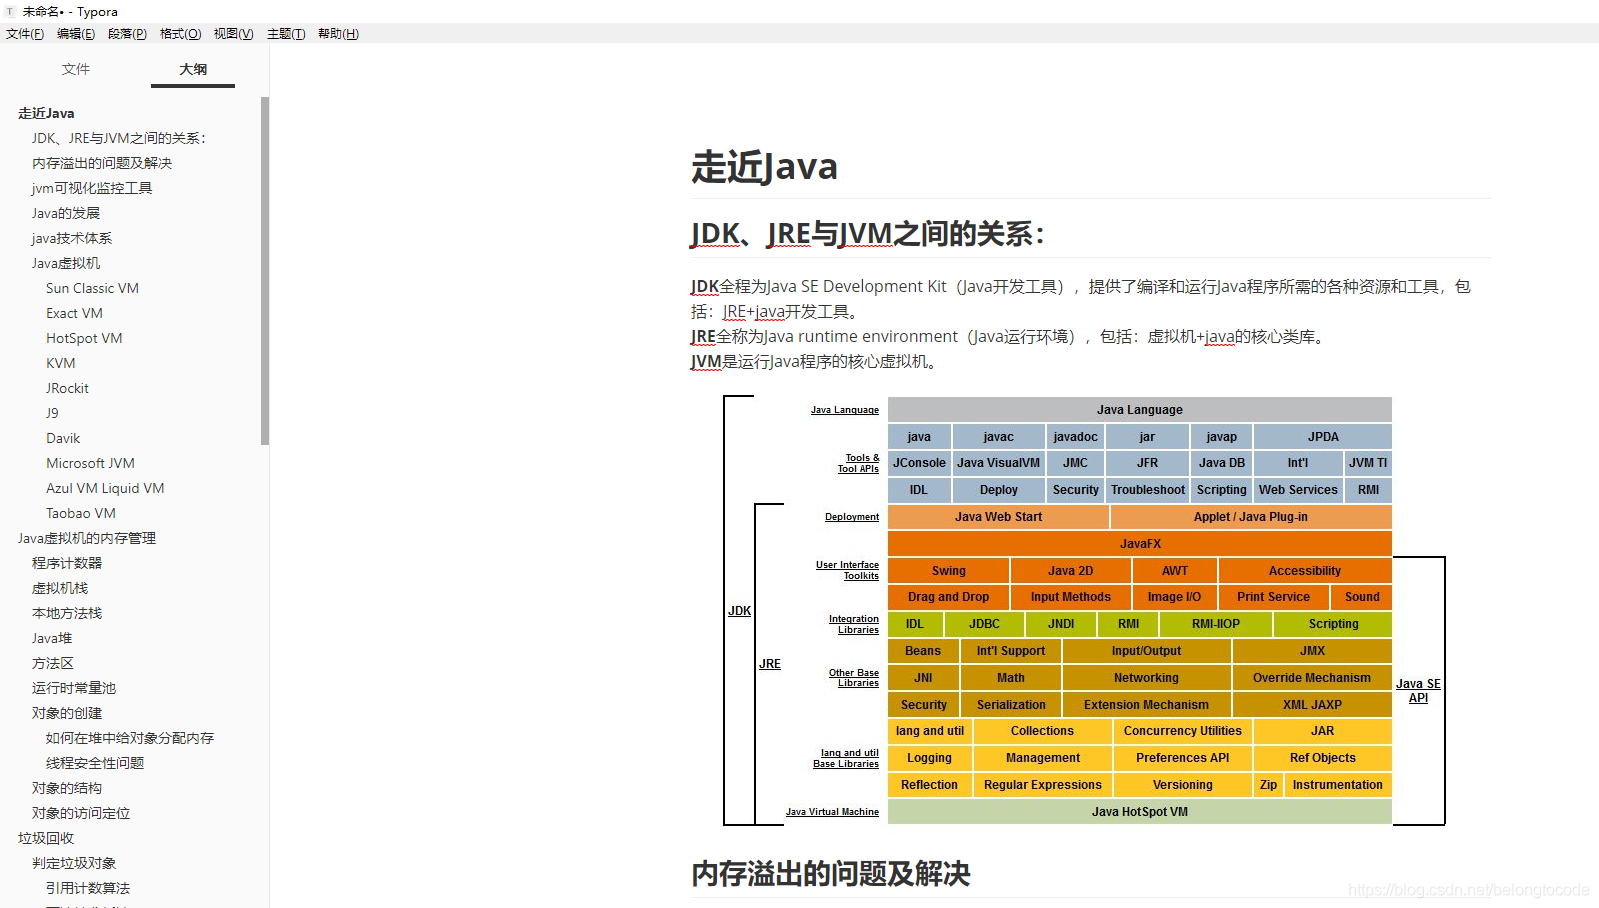 T 未命名• - Typora
文件(F) 编辑(E) 段落(P) 格式(O) 视图(V) 主题(T) 帮助(H)
文件 大纲
走近Java
JDK、JRE与JVM之间的关系：
内存溢出的问题及解决
jvm可视化监控工具
Java的发展
java技术体系
Java虚拟机
Sun Classic VM
Exact VM
HotSpot VM
KVM
JRockit
J9
Davik
Microsoft JVM
Azul VM Liquid VM
Taobao VM
Java虚拟机的内存管理
程序计数器
虚拟机栈
本地方法栈
Java堆
方法区
运行时常量池
对象的创建
如何在堆中给对象分配内存
线程安全性问题
对象的结构
对象的访问定位
垃圾回收
判定垃圾对象
引用计数算法
走近Java
JDK、JRE与JVM之间的关系：
JDK全程为Java SE Development Kit（Java开发工具），提供了编译和运行Java程序所需的各种资源和工具，包
括：JRE+java开发工具。
JRE全称为Java runtime environment（Java运行环境），包括：虚拟机+java的核心类库。
JVM是运行Java程序的核心虚拟机。
Java Language Java Language
java javac javadoc jar javap JPDA
Tools &
Tool APIs
JConsole Java VisualVM JMC JFR Java DB Int'l JVM TI
IDL Deploy Security Troubleshoot Scripting Web Services RMI
Deployment Java Web Start Applet / Java Plug-in
JavaFX
User Interface
Toolkits
Swing Java 2D AWT Accessibility
Drag and Drop Input Methods Image I/O Print Service Sound
JDK
Integration
Libraries
IDL JDBC JNDI RMI RMI-IIOP Scripting
Beans Int'l Support Input/Output JMX
JRE
Other Base
Libraries
JNI Math Networking Override Mechanism
Java SE
API
Security Serialization Extension Mechanism XML JAXP
lang and util Collections Concurrency Utilities JAR
lang and util
Base Libraries
Logging Management Preferences API Ref Objects
Reflection Regular Expressions Versioning Zip Instrumentation
Java Virtual Machine Java HotSpot VM
内存溢出的问题及解决
https://blog.csdn.net/belongtocode